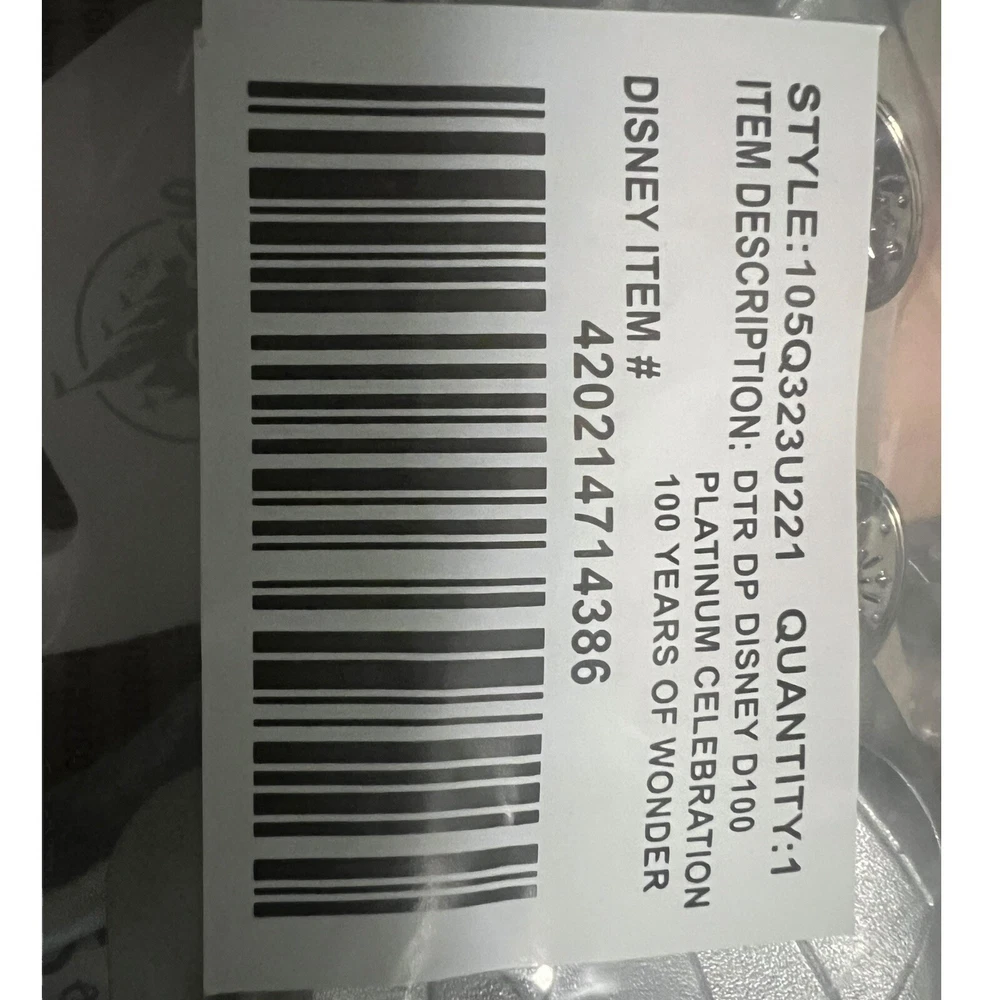 STYLE:105Q323U221 QUANTITY:1
ITEM DESCRIPTION: DTR DP DISNEY D100
PLATINUM CELEBRATION
100 YEARS OF WONDER
DISNEY ITEM #
420214714386